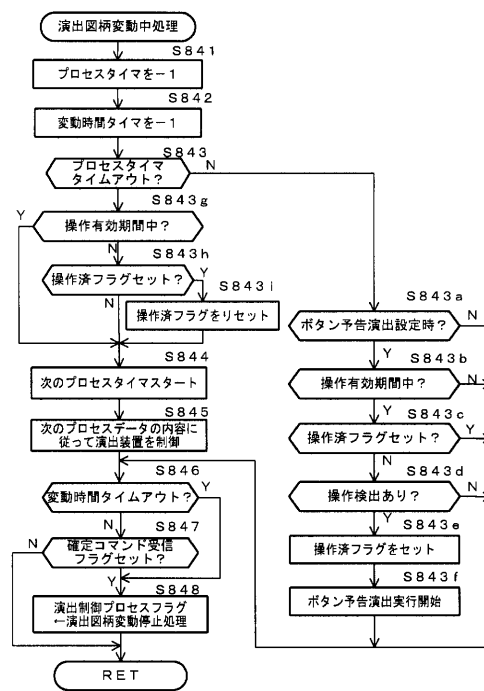 演出図柄変動中処理
S841
プロセスタイマを－1
S842
変動時間タイマを－1
S843
プロセスタイマ
タイムアウト？
N
S843g
Y
操作有効期間中？
N
S843h
操作済フラグセット？
Y
N
S843i
操作済フラグをリセット
S844
次のプロセスタイマスタート
S845
次のプロセスデータの内容に
従って演出装置を制御
S846
変動時間タイムアウト？
Y
N
S847
N
確定コマンド受信
フラグセット？
Y
S848
演出制御プロセスフラグ
←演出図柄変動停止処理
RET
S843a
ボタン予告演出設定時？
N
Y
S843b
操作有効期間中？
N
Y
S843c
操作済フラグセット？
Y
N
S843d
操作検出あり？
N
Y
S843e
操作済フラグをセット
S843f
ボタン予告演出実行開始